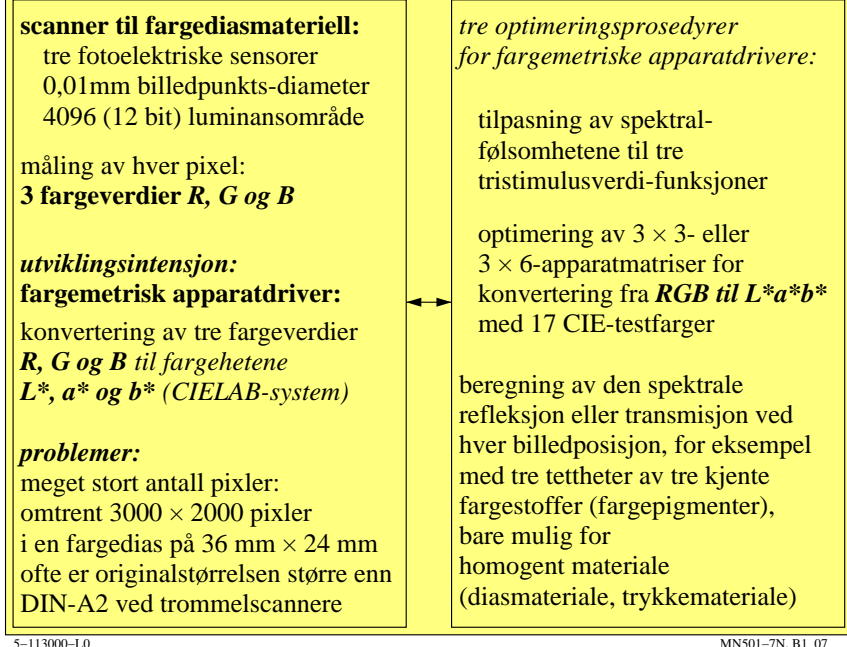 scanner til fargediasmateriell:
tre fotoelektriske sensorer
0,01mm billedpunkts-diameter
4096 (12 bit) luminansområde
måling av hver pixel:
3 fargeverdier R, G og B
utviklingsintensjon:
fargemetrisk apparatdriver:
konvertering av tre fargeverdier
R, G og B til fargehetene
L*, a* og b* (CIELAB-system)
problemer:
meget stort antall pixler:
omtrent 3000 × 2000 pixler
i en fargedias på 36 mm × 24 mm
ofte er originalstørrelsen større enn
DIN-A2 ved trommelscannere
tre optimeringsprosedyrer
for fargemetriske apparatdrivere:
tilpasning av spektral-
følsomhetene til tre
tristimulusverdi-funksjoner
optimering av 3 × 3- eller
3 × 6-apparatmatriser for
konvertering fra RGB til L*a*b*
med 17 CIE-testfarger
beregning av den spektrale
refleksjon eller transmisjon ved
hver billedposisjon, for eksempel
med tre tettheter av tre kjente
fargestoffer (fargepigmenter),
bare mulig for
homogent materiale
(diasmateriale, trykkemateriale)
5-113000-L0
MN501-7N, B1_07